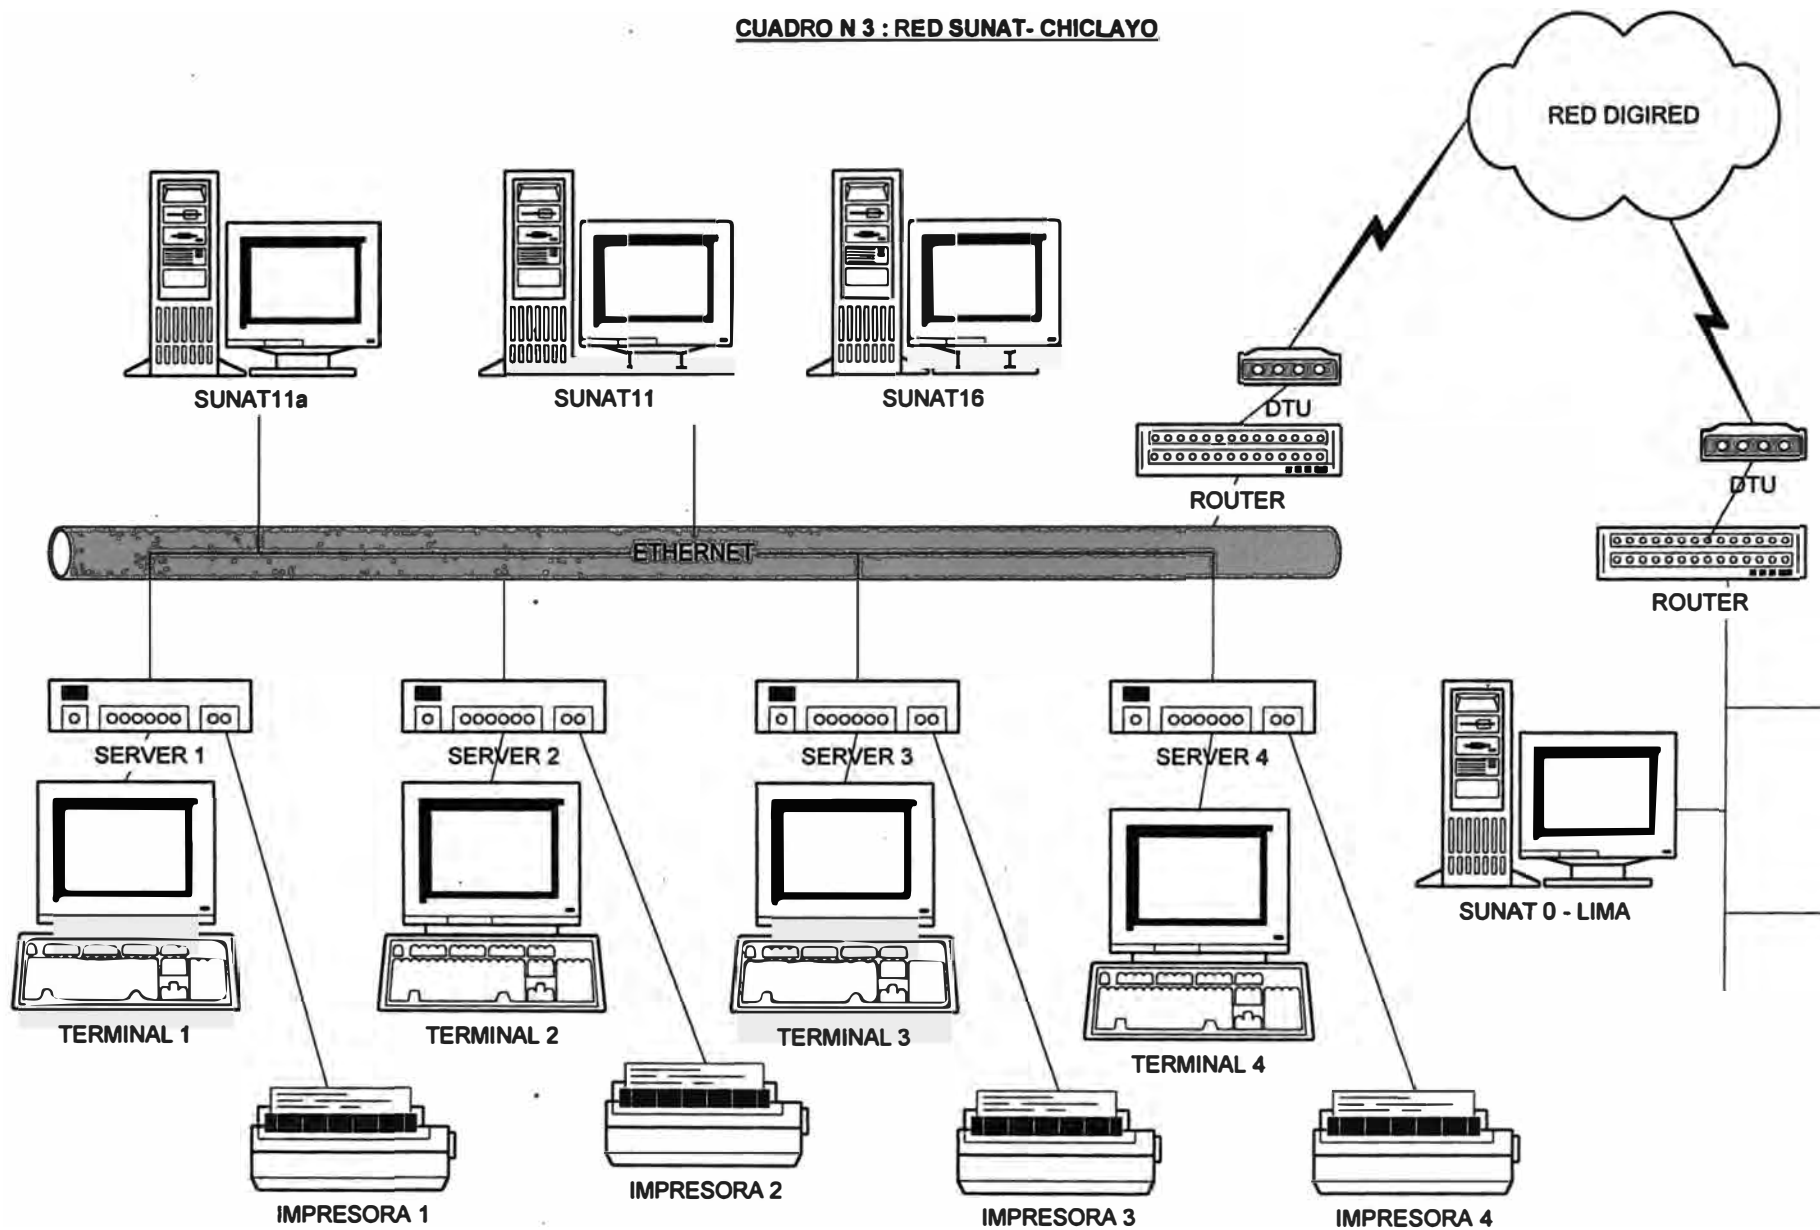 CUADRO N 3 : RED SUNAT- CHICLAYO
RED DIGIRED
SUNAT11a
SUNAT11
SUNAT16
DTU
ROUTER
DTU
ROUTER
ETHERNET
SERVER 1
SERVER 2
SERVER 3
SERVER 4
SUNAT 0 - LIMA
TERMINAL 1
TERMINAL 2
TERMINAL 3
TERMINAL 4
IMPRESORA 1
IMPRESORA 2
IMPRESORA 3
IMPRESORA 4